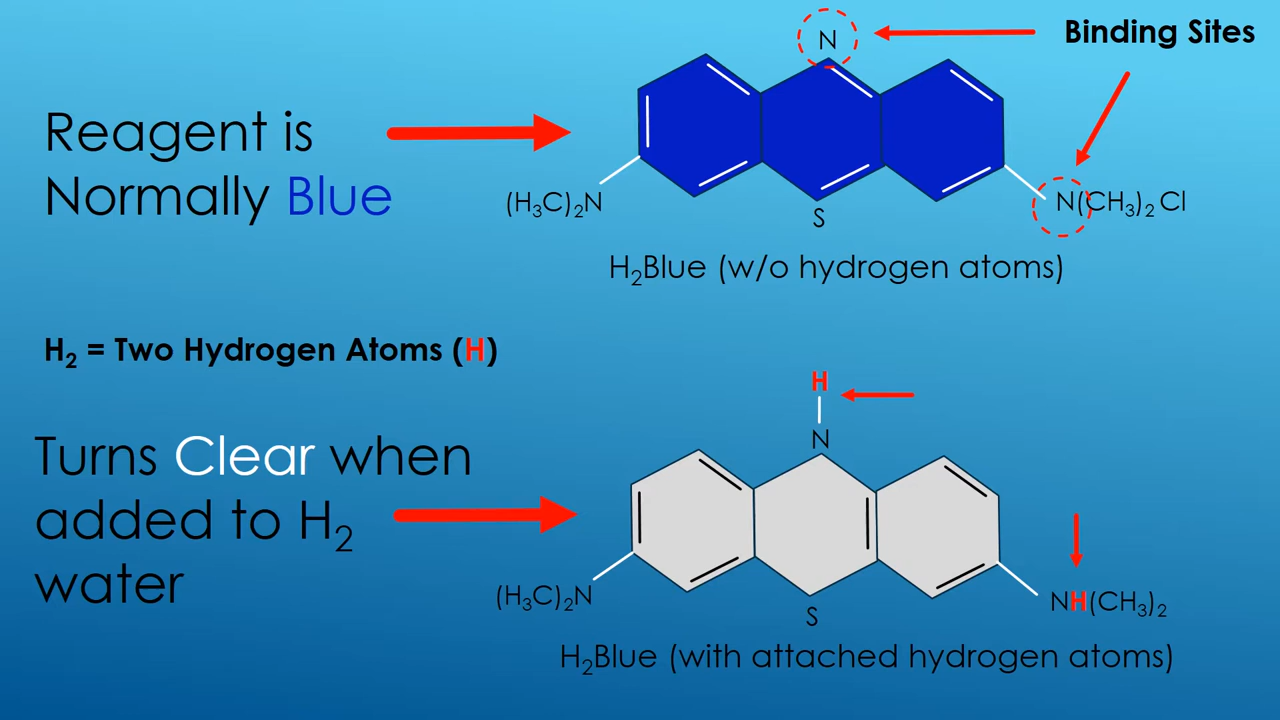 N
Binding Sites
Reagent is
Normally Blue
(H₃C)₂N
N(CH₃)₂ Cl
S
H₂Blue (w/o hydrogen atoms)
H₂ = Two Hydrogen Atoms (H)
H
N
Turns Clear when
added to H₂
water
(H₃C)₂N
NH(CH₃)₂
S
H₂Blue (with attached hydrogen atoms)